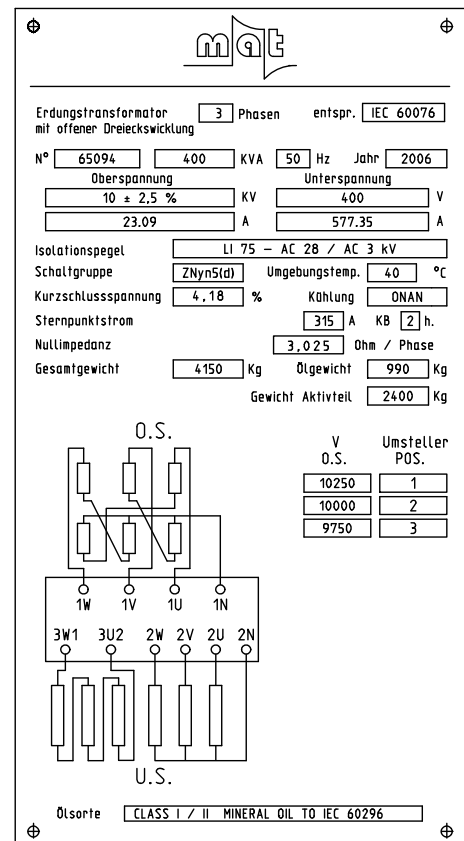 mat
Erdungstransformator 3 Phasen entspr. IEC 60076
mit offener Dreieckswicklung
N° 65094 400 KVA 50 Hz Jahr 2006
Oberspannung Unterspannung
10 ± 2,5 % KV 400 V
23.09 A 577.35 A
Isolationspegel LI 75 – AC 28 / AC 3 kV
Schaltgruppe ZNyn5(d) Umgebungstemp. 40 °C
Kurzschlussspannung 4,18 % Kühlung ONAN
Sternpunktstrom 315 A KB 2 h.
Nullimpedanz 3,025 Ohm / Phase
Gesamtgewicht 4150 Kg Ölgewicht 990 Kg
Gewicht Aktivteil 2400 Kg
O.S.
V Umsteller
O.S. POS.
10250 1
10000 2
9750 3
1W 1V 1U 1N
3W1 3U2 2W 2V 2U 2N
U.S.
Ölsorte CLASS I / II MINERAL OIL TO IEC 60296